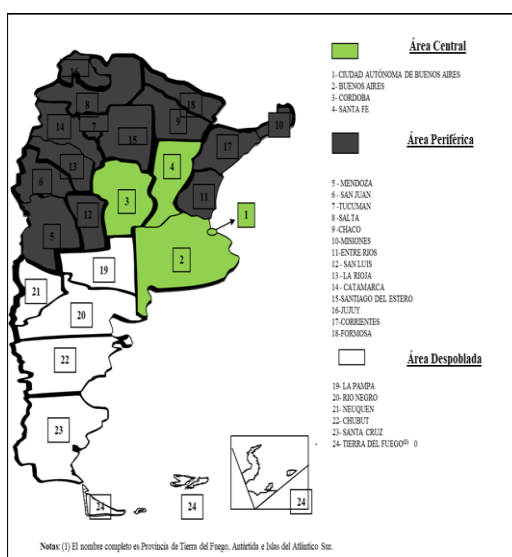 Área Central
1- CIUDAD AUTÓNOMA DE BUENOS AIRES
2- BUENOS AIRES
3- CORDOBA
4- SANTA FE
Área Periférica
5 - MENDOZA
6 - SAN JUAN
7 - TUCUMAN
8 - SALTA
9 - CHACO
10-MISIONES
11-ENTRE RIOS
12 - SAN LUIS
13 - LA RIOJA
14 - CATAMARCA
15-SANTIAGO DEL ESTERO
16-JUJUY
17-CORRIENTES
18-FORMOSA
Área Despoblada
19- LA PAMPA
20- RIO NEGRO
21- NEUQUEN
22- CHUBUT
23- SANTA CRUZ
24- TIERRA DEL FUEGO(1) 0
16
8
18
7
9
10
14
15
17
4
13
6
3
11
12
1
5
2
19
21
20
22
23
24
24
24
Notas: (1) El nombre completo es Provincia de Tierra del Fuego, Antártida e Islas del Atlántico Sur.